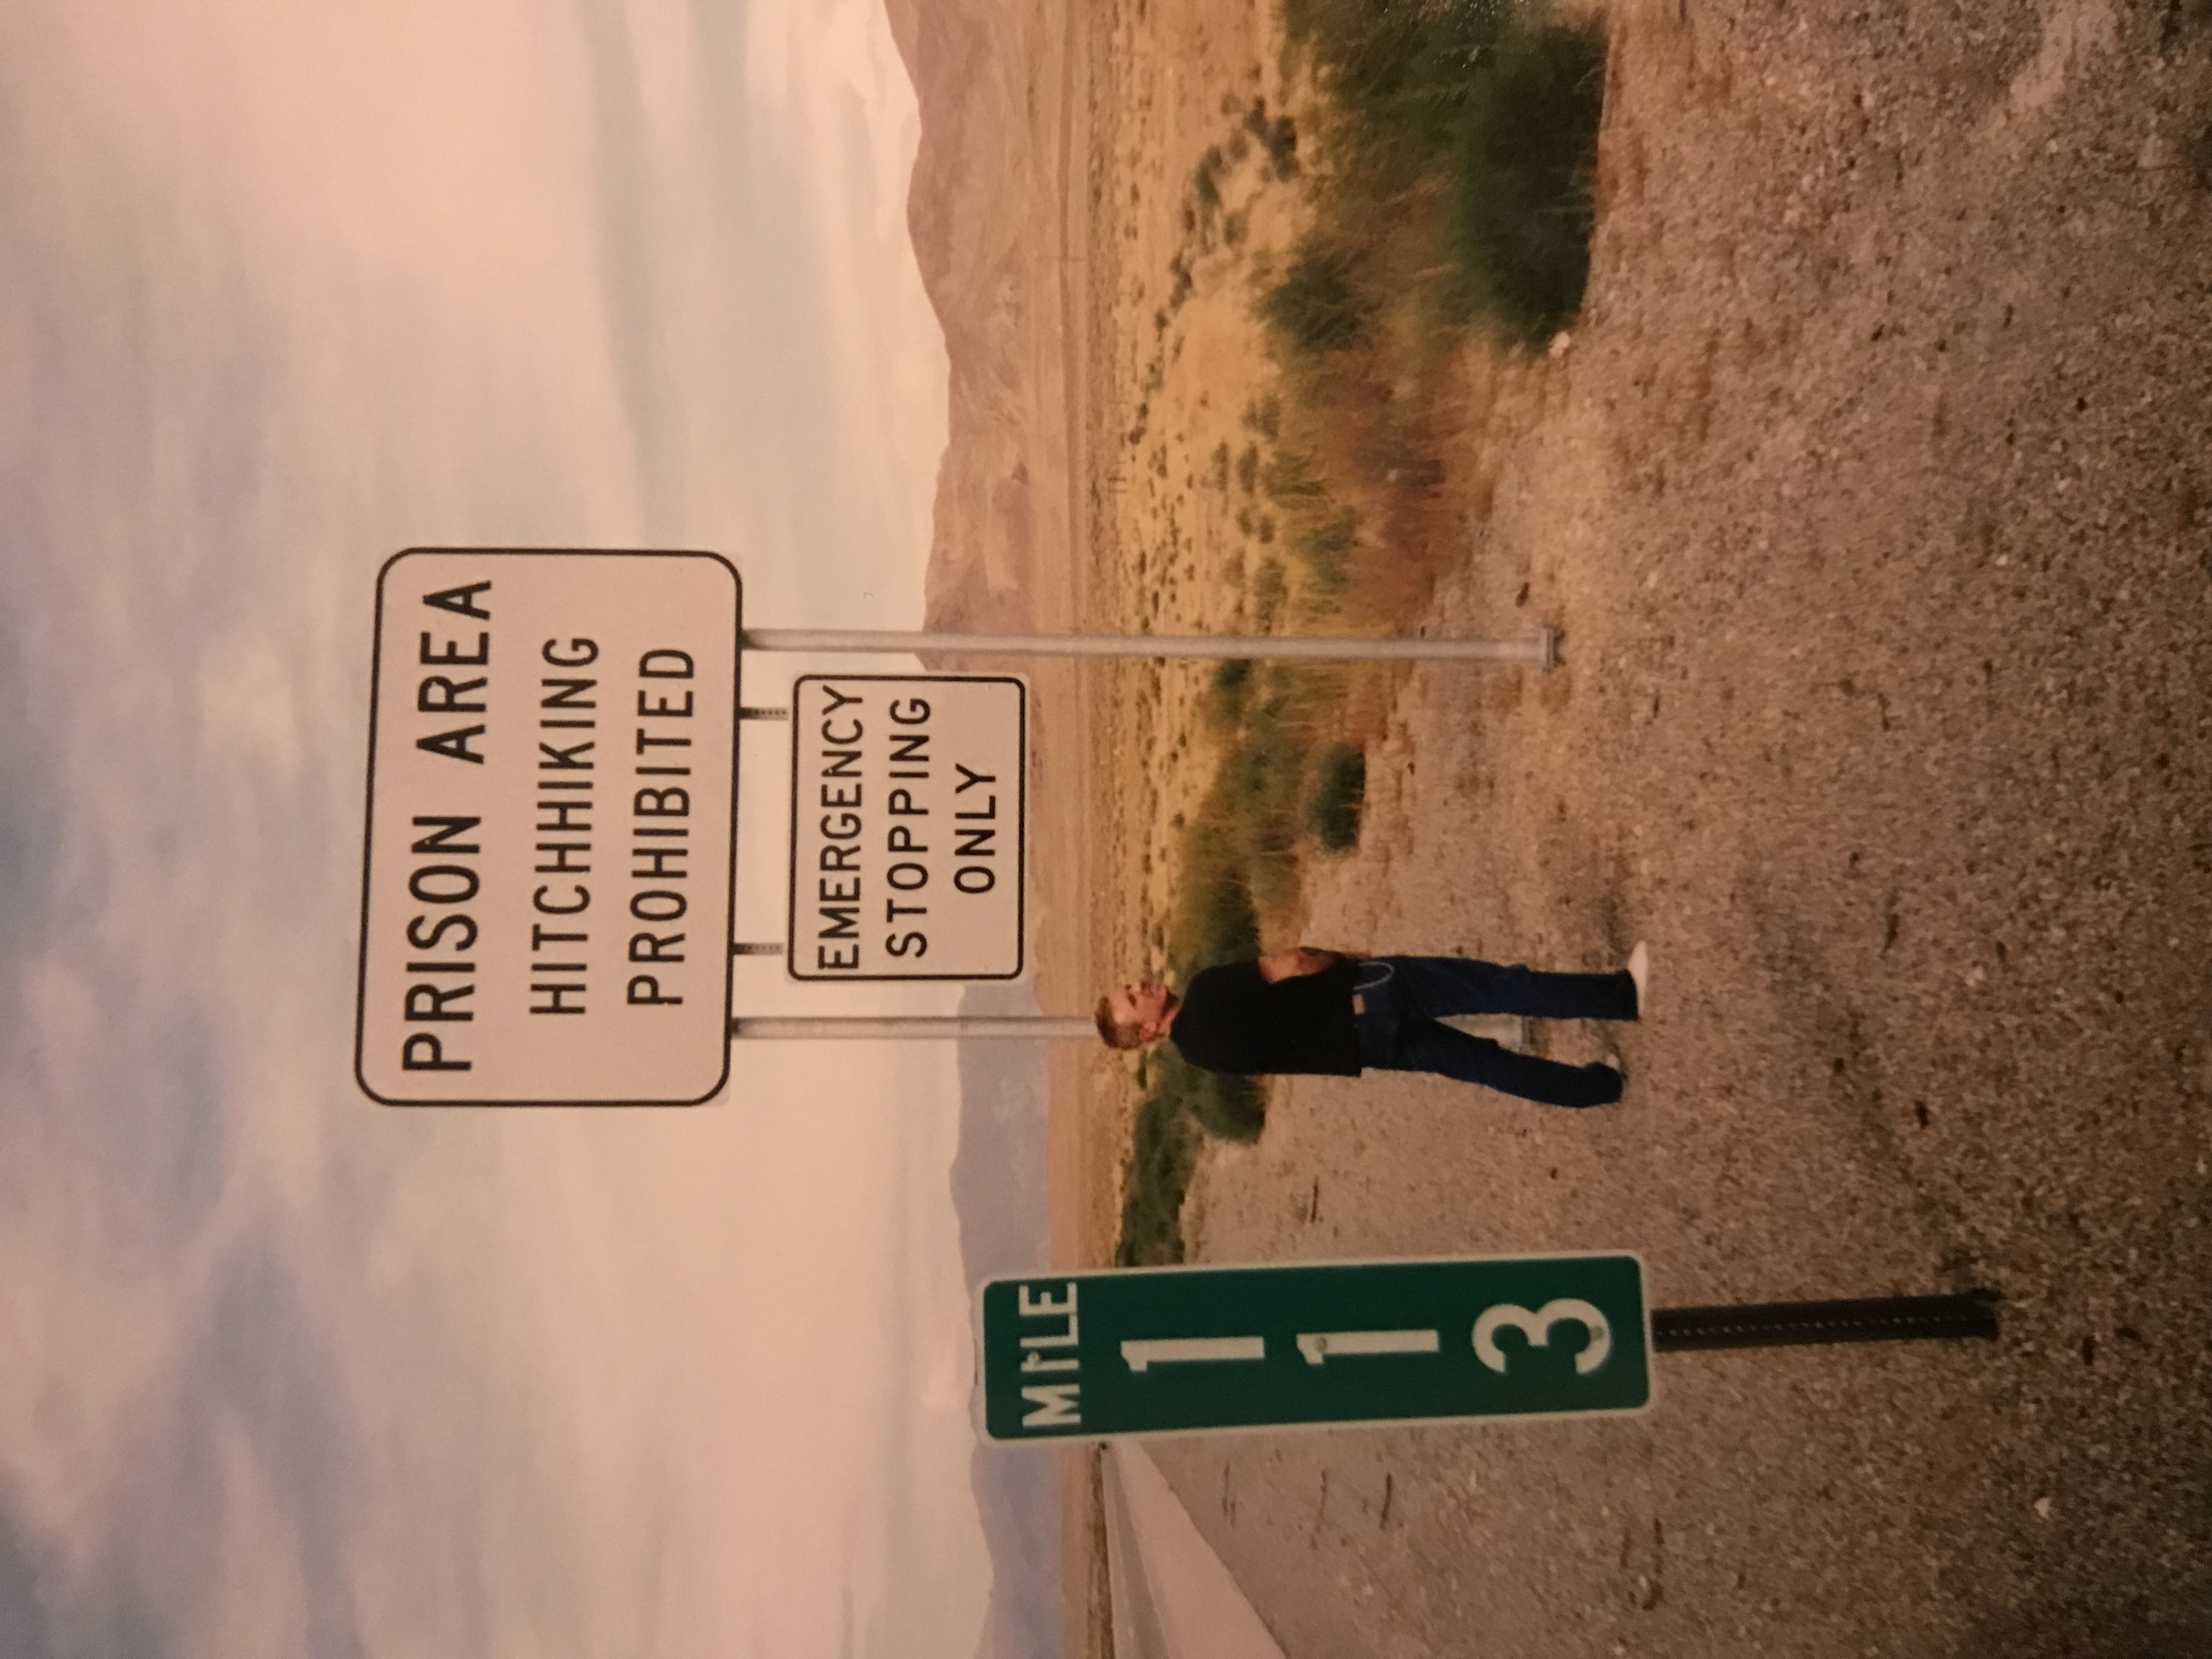 PRISON AREA
HITCHHIKING
PROHIBITED
EMERGENCY
STOPPING
ONLY
MILE
1
1
3